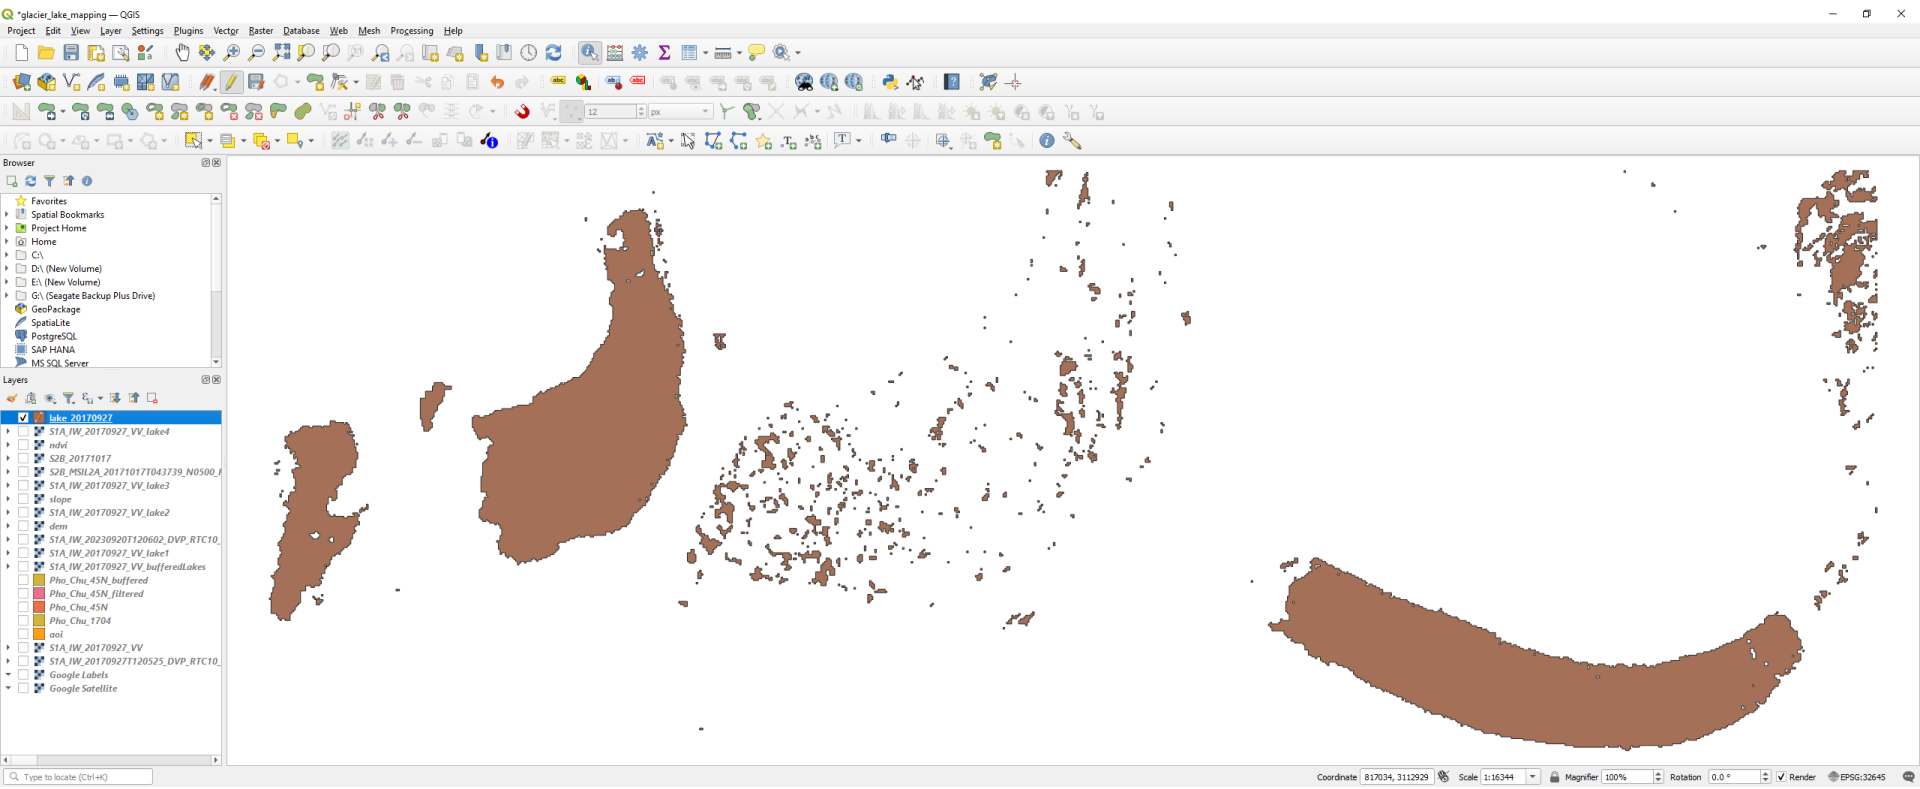 *glacier_lake_mapping — QGIS
Project Edit View Layer Settings Plugins Vector Raster Database Web Mesh Processing Help
abc abc abc
12 px
Browser
Favorites
Spatial Bookmarks
Project Home
Home
C:\
D:\ (New Volume)
E:\ (New Volume)
G:\ (Seagate Backup Plus Drive)
GeoPackage
SpatiaLite
PostgreSQL
SAP HANA
MS SQL Server
Layers
lake_20170927
S1A_IW_20170927_VV_lake4
ndvi
S2B_20171017
S2B_MSIL2A_20171017T043739_N0500_
S1A_IW_20170927_VV_lake3
slope
S1A_IW_20170927_VV_lake2
dem
S1A_IW_20230920T120602_DVP_RTC10_
S1A_IW_20170927_VV_lake1
S1A_IW_20170927_VV_bufferedLakes
Pho_Chu_45N_buffered
Pho_Chu_45N_filtered
Pho_Chu_45N
Pho_Chu_1704
aoi
S1A_IW_20170927_VV
S1A_IW_20170927T120525_DVP_RTC10_
Google Labels
Google Satellite
Type to locate (Ctrl+K) Coordinate 817034, 3112929 Scale 1:16344 Magnifier 100% Rotation 0.0 ° Render EPSG:32645